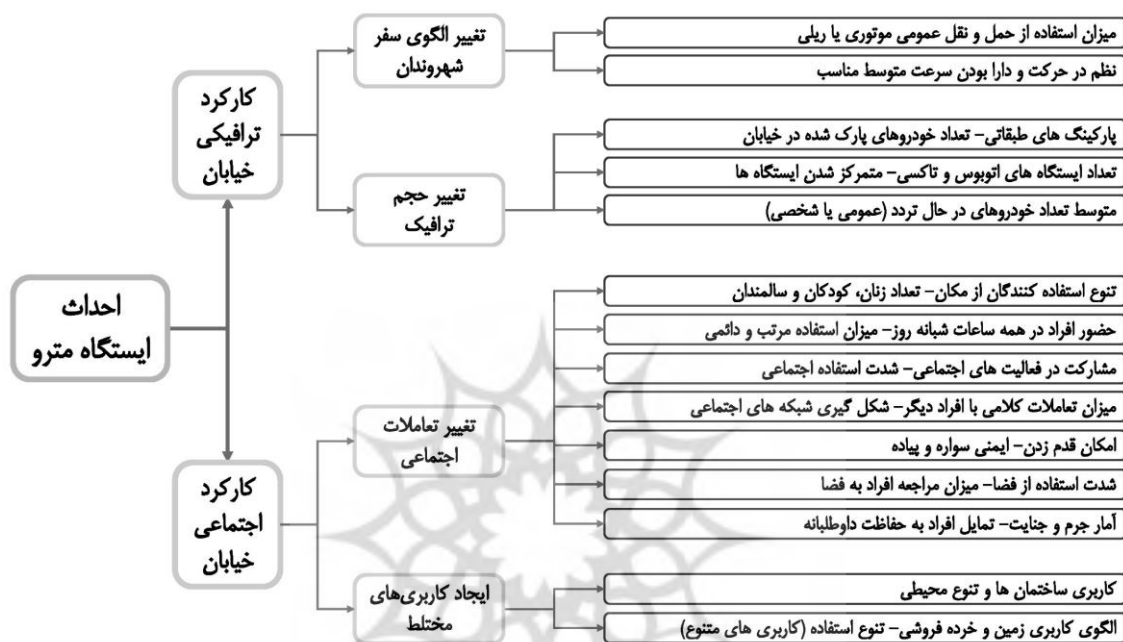 احداث
ایستگاه مترو
کارکرد
ترافیکی
خیابان
تغییر الگوی سفر
شهروندان
میزان استفاده از حمل و نقل عمومی موتوری یا ریلی
نظم در حرکت و دارا بودن سرعت متوسط مناسب
تغییر حجم
ترافیک
پارکینگ های طبقاتی- تعداد خودروهای پارک شده در خیابان
تعداد ایستگاه های اتوبوس و تاکسی- متمرکز شدن ایستگاه ها
متوسط تعداد خودروهای در حال تردد (عمومی یا شخصی)
کارکرد
اجتماعی
خیابان
تغییر تعاملات
اجتماعی
تنوع استفاده کنندگان از مکان- تعداد زنان، کودکان و سالمندان
حضور افراد در همه ساعات شبانه روز- میزان استفاده مرتب و دائمی
مشارکت در فعالیت های اجتماعی- شدت استفاده اجتماعی
میزان تعاملات کلامی با افراد دیگر- شکل گیری شبکه های اجتماعی
امکان قدم زدن- ایمنی سواره و پیاده
شدت استفاده از فضا- میزان مراجعه افراد به فضا
آمار جرم و جنایت- تمایل افراد به حفاظت داوطلبانه
ایجاد کاربری‌های
مختلط
کاربری ساختمان ها و تنوع محیطی
الگوی کاربری زمین و خرده فروشی- تنوع استفاده (کاربری های متنوع)